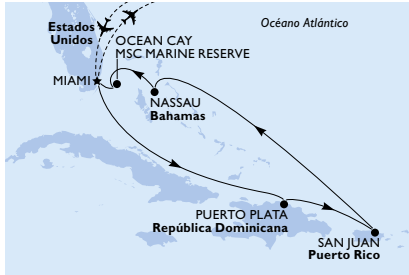 Océano Atlántico
Estados
Unidos
OCEAN CAY
MSC MARINE RESERVE
MIAMI
NASSAU
Bahamas
PUERTO PLATA
República Dominicana
SAN JUAN
Puerto Rico